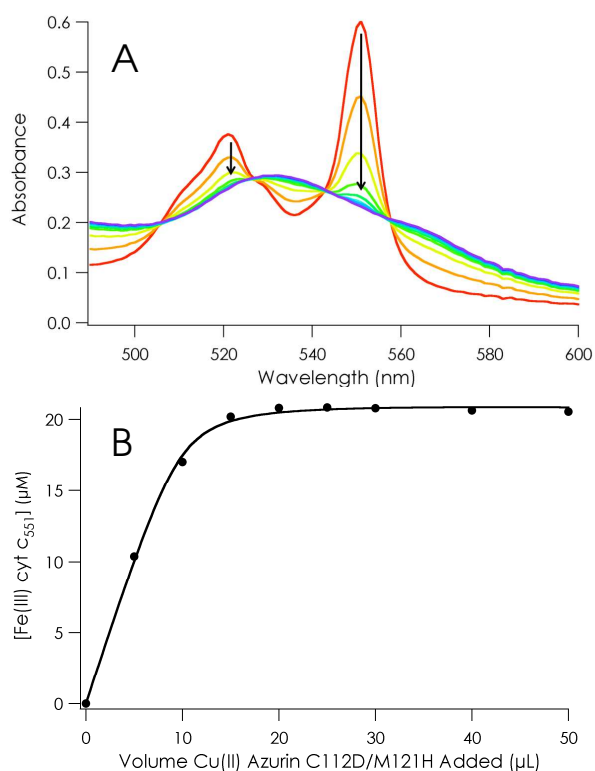 A
0.6
0.5
0.4
0.3
0.2
0.1
0.0
Absorbance
500 520 540 560 580 600
Wavelength (nm)
B
20
15
10
5
0
[Fe(III) cyt c₅₅₁] (µM)
0 10 20 30 40 50
Volume Cu(II) Azurin C112D/M121H Added (µL)